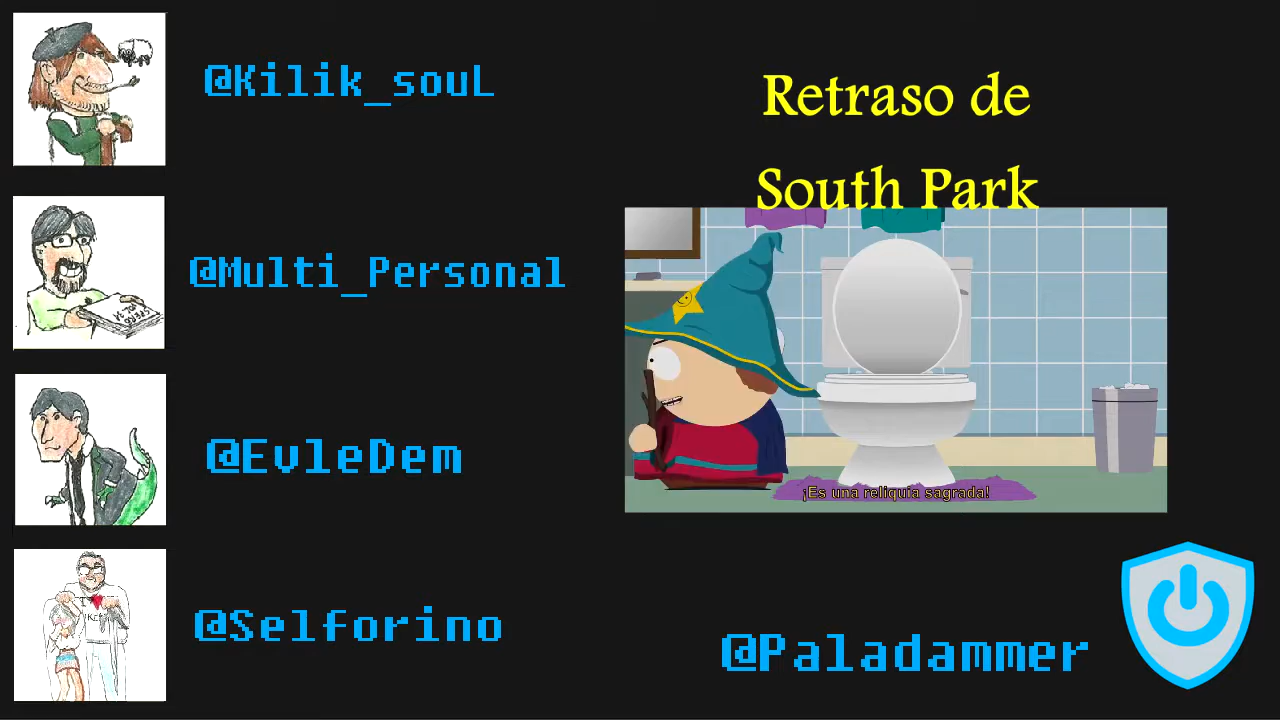 @Kilik_souL
@Multi_Personal
@EvleDem
@Selforino
Retraso de
South Park
¡Es una reliquia sagrada!
@Paladammer